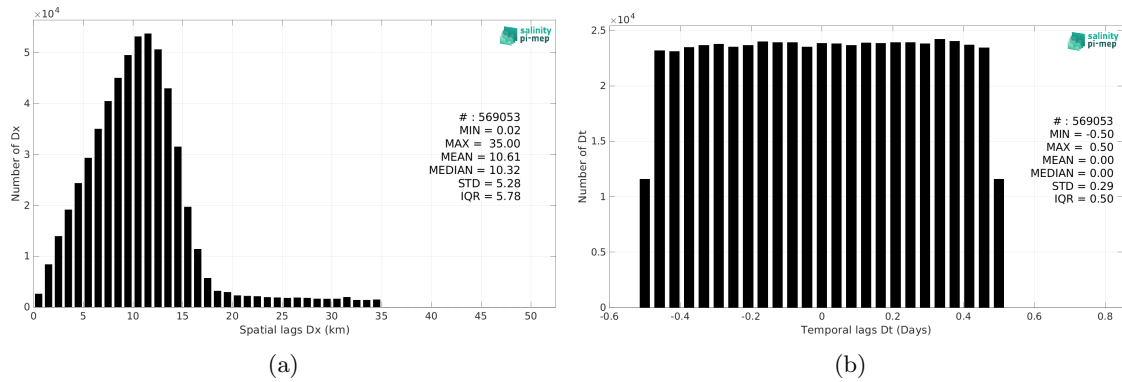 ×10⁴
5
4
3
2
1
0
Number of Dx
0 5 10 15 20 25 30 35 40 45 50
Spatial lags Dx (km)
salinity
pi-mep
# : 569053
MIN = 0.02
MAX = 35.00
MEAN = 10.61
MEDIAN = 10.32
STD = 5.28
IQR = 5.78
(a)
×10⁴
2.5
2
1.5
1
0.5
0
Number of Dt
-0.6 -0.4 -0.2 0 0.2 0.4 0.6 0.8
Temporal lags Dt (Days)
salinity
pi-mep
# : 569053
MIN = -0.50
MAX = 0.50
MEAN = 0.00
MEDIAN = 0.00
STD = 0.29
IQR = 0.50
(b)